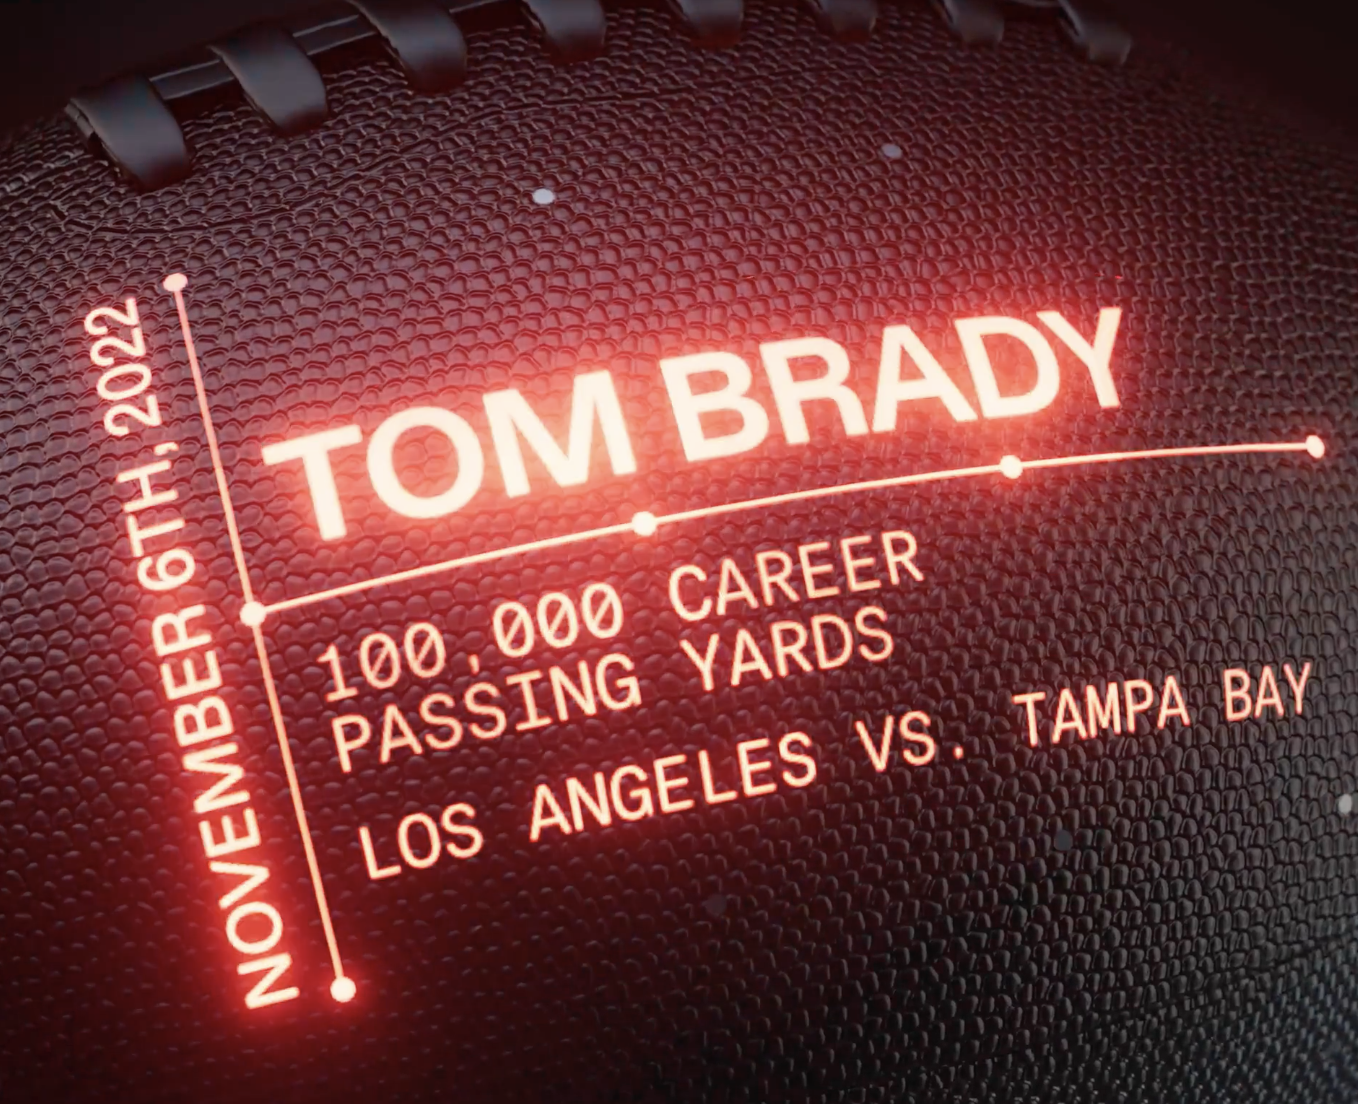 NOVEMBER 6TH, 2022
TOM BRADY
100,000 CAREER
PASSING YARDS
LOS ANGELES VS. TAMPA BAY